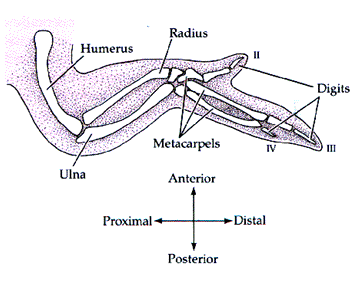 Radius
Humerus
II
Digits
Metacarpels
IV
III
Ulna
Anterior
Proximal
Distal
Posterior